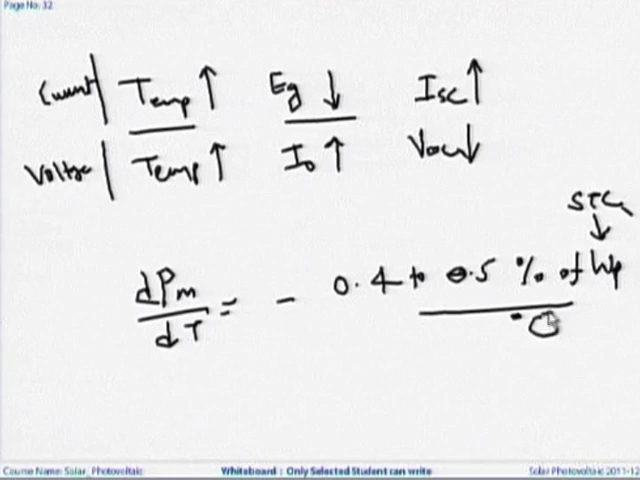 Page No: 32
Current | Temp ↑ Eg ↓ Isc ↑
Voltage | Temp ↑ Io ↑ Voc ↓
STC
↓
dPm/dT = - 0.4 to 0.5 % of Wp / °C
Course Name: Solar_Photovoltaic Whiteboard : Only Selected Student can write Solar Photovoltaic 2011-12